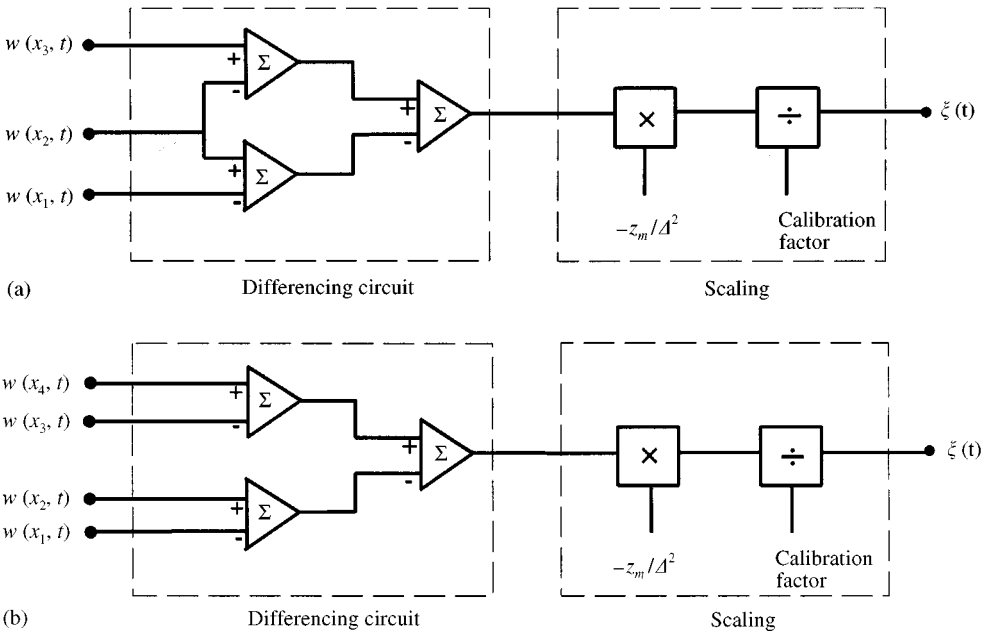 w (x₃, t)
+
Σ
-
w (x₂, t)
+
Σ
-
w (x₁, t)
+
Σ
-
×
÷
ξ (t)
-zₘ/Δ²
Calibration
factor
(a)
Differencing circuit
Scaling
w (x₄, t)
+
Σ
w (x₃, t)
-
w (x₂, t)
+
Σ
w (x₁, t)
-
+
Σ
-
×
÷
ξ (t)
-zₘ/Δ²
Calibration
factor
(b)
Differencing circuit
Scaling